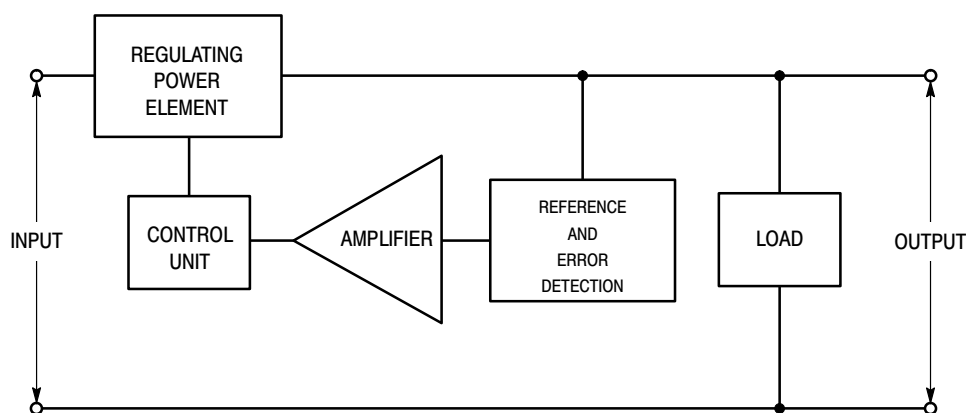 REGULATING
POWER
ELEMENT
INPUT
CONTROL
UNIT
AMPLIFIER
REFERENCE
AND
ERROR
DETECTION
LOAD
OUTPUT